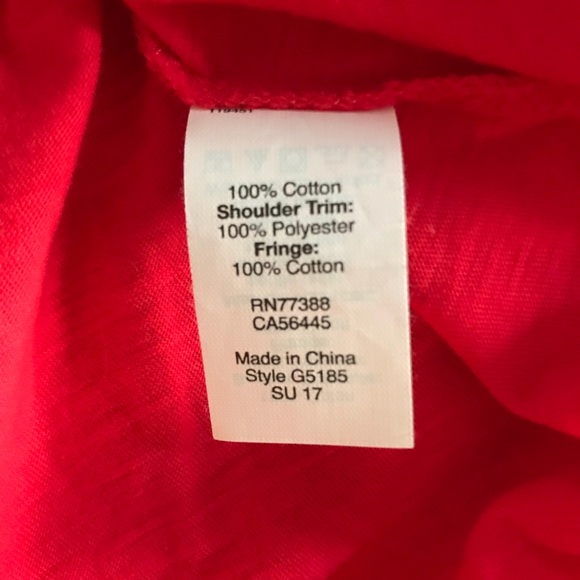 100% Cotton
Shoulder Trim:
100% Polyester
Fringe:
100% Cotton
RN77388
CA56445
Made in China
Style G5185
SU 17